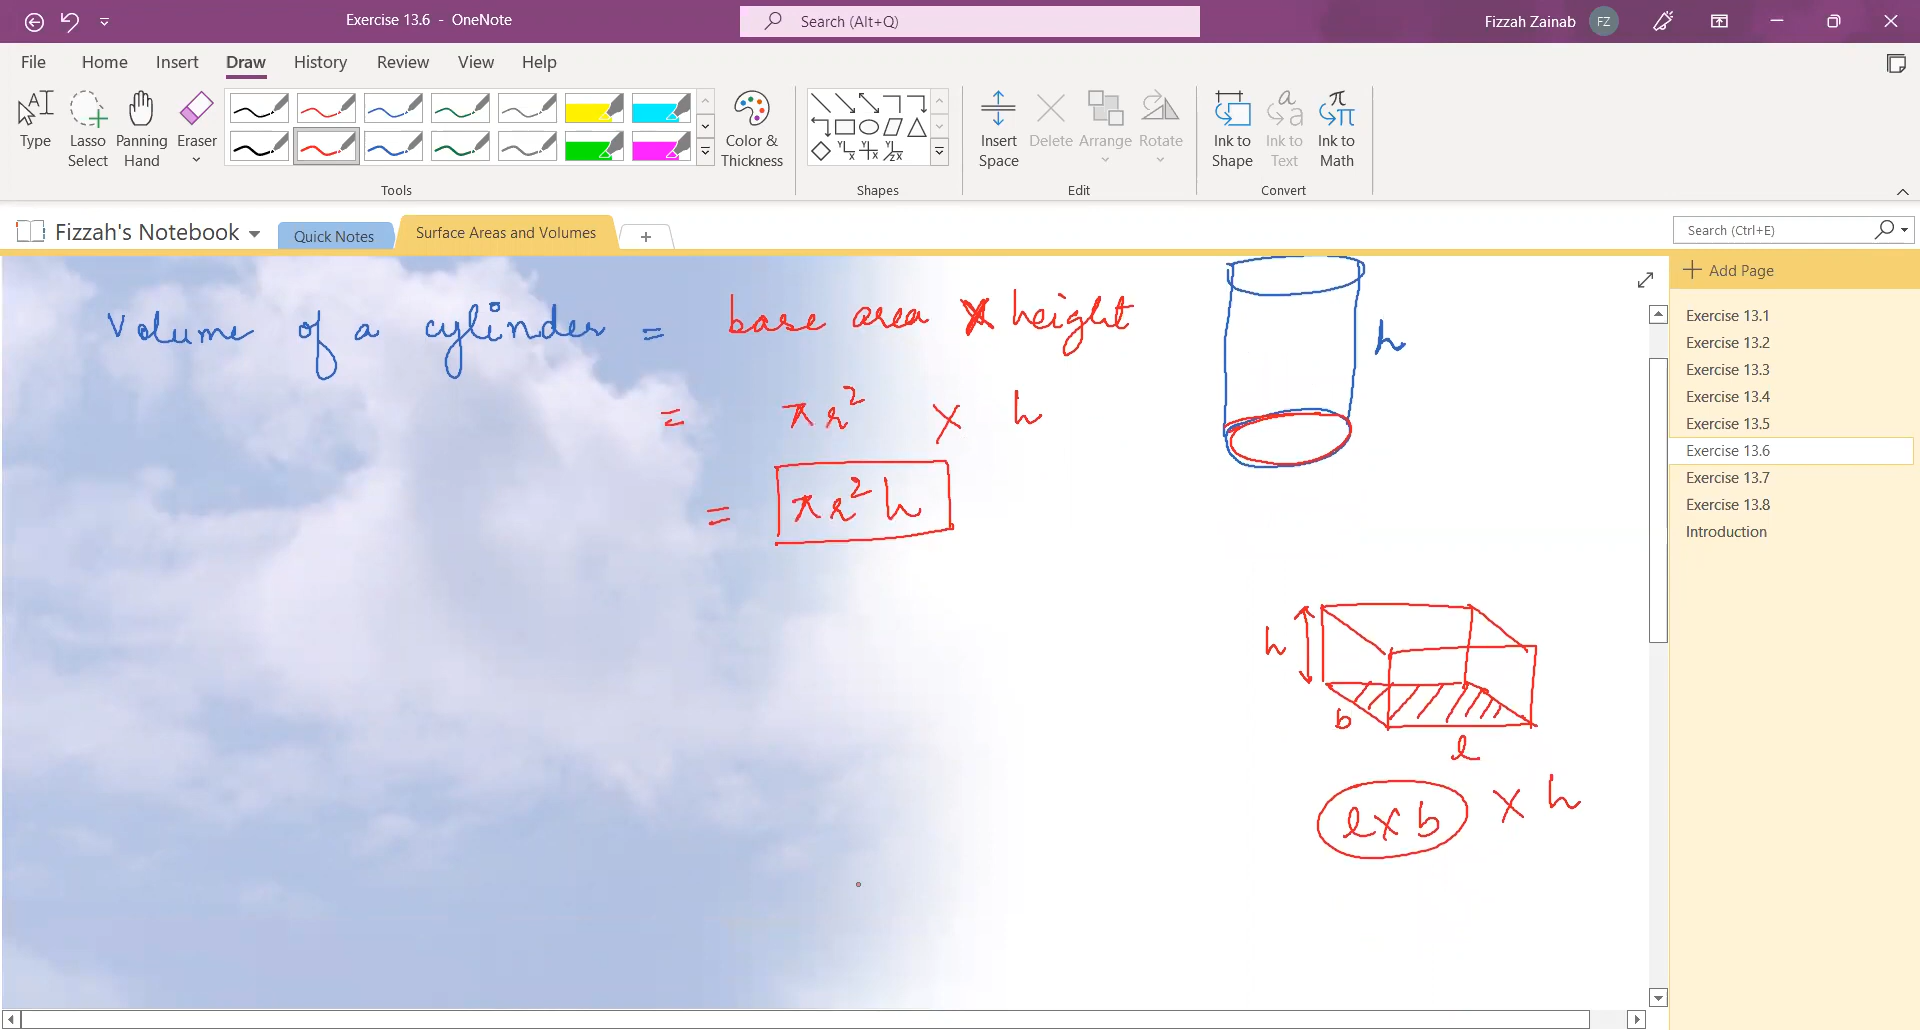 Exercise 13.6 - OneNote
Search (Alt+Q)
Fizzah Zainab
FZ
File Home Insert Draw History Review View Help
Type
Lasso Select
Panning Hand
Eraser
Color & Thickness
Insert Space
Delete
Arrange
Rotate
Ink to Shape
Ink to Text
Ink to Math
Tools
Shapes
Edit
Convert
Fizzah's Notebook
Quick Notes
Surface Areas and Volumes
+
Search (Ctrl+E)
Add Page
Exercise 13.1
Exercise 13.2
Exercise 13.3
Exercise 13.4
Exercise 13.5
Exercise 13.6
Exercise 13.7
Exercise 13.8
Introduction
Volume of a cylinder = base area × height
= πr² × h
= πr²h
h
h
b
l
l×b × h